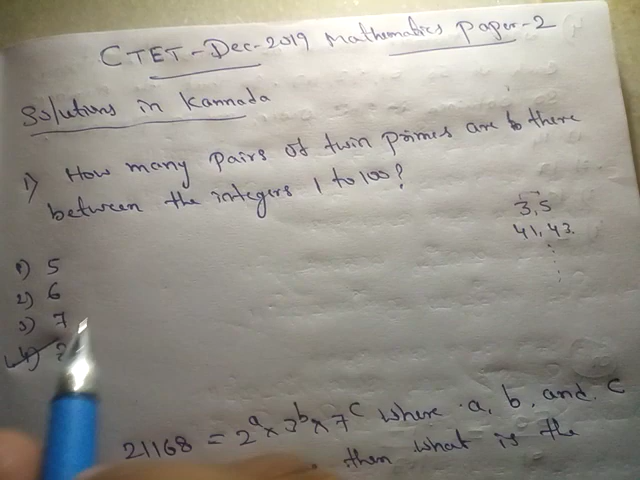 CTET-Dec-2019 Mathematics Paper-2
Solutions in Kannada
1) How many pairs of twin primes are there
between the integers 1 to 100?
3,5
41,43.
1) 5
2) 6
3) 7
4)
21168 = 2^a x 3^b x 7^c where a, b, and c
then what is the